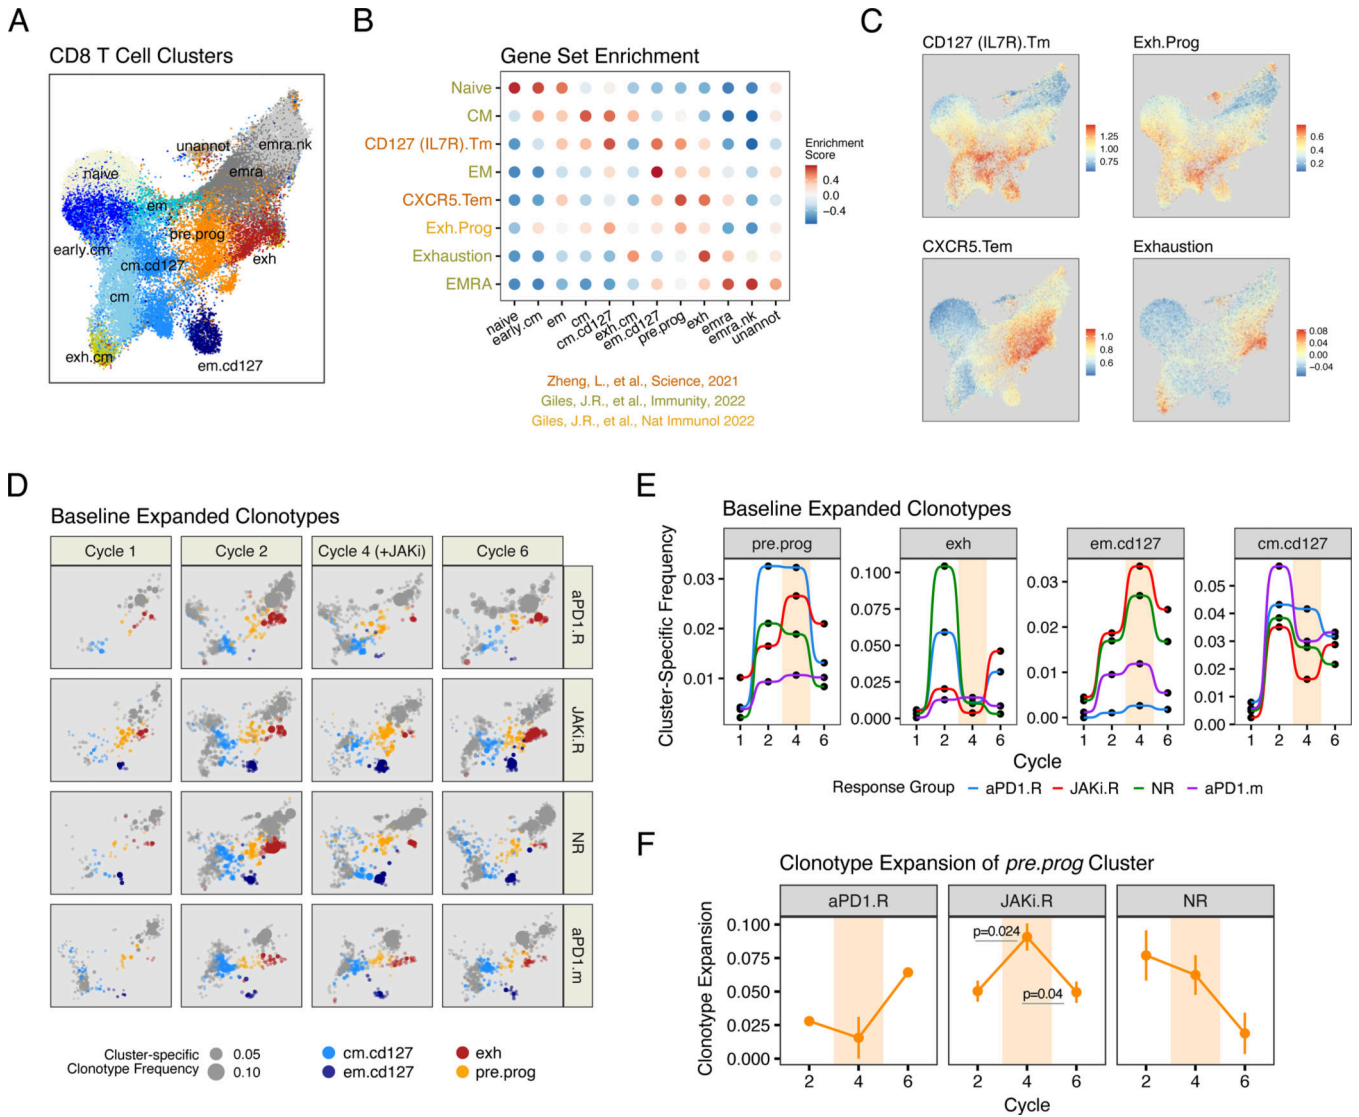 A
CD8 T Cell Clusters
unannot
emra.nk
naive
emra
em
early.cm
pre.prog
cm.cd127
exh
cm
exh.cm
em.cd127
B
Gene Set Enrichment
Naive
CM
CD127 (IL7R).Tm
EM
CXCR5.Tem
Exh.Prog
Exhaustion
EMRA
naive
early.cm
em
cm
cm.cd127
exh.cm
em.cd127
pre.prog
exh
emra
emra.nk
unannot
Enrichment
Score
0.4
0.0
−0.4
Zheng, L., et al., Science, 2021
Giles, J.R., et al., Immunity, 2022
Giles, J.R., et al., Nat Immunol 2022
C
CD127 (IL7R).Tm
1.25
1.00
0.75
Exh.Prog
0.6
0.4
0.2
CXCR5.Tem
1.0
0.8
0.6
Exhaustion
0.08
0.04
0.00
−0.04
D
Baseline Expanded Clonotypes
Cycle 1
Cycle 2
Cycle 4 (+JAKi)
Cycle 6
aPD1.R
JAKi.R
NR
aPD1.m
Cluster-specific
Clonotype Frequency
0.05
0.10
cm.cd127
em.cd127
exh
pre.prog
E
Baseline Expanded Clonotypes
Cluster-Specific Frequency
pre.prog
0.03
0.02
0.01
1 2 4 6
exh
0.100
0.075
0.050
0.025
0.000
1 2 4 6
em.cd127
0.03
0.02
0.01
0.00
1 2 4 6
cm.cd127
0.05
0.04
0.03
0.02
0.01
0.00
1 2 4 6
Cycle
Response Group aPD1.R JAKi.R NR aPD1.m
F
Clonotype Expansion of pre.prog Cluster
Clonotype Expansion
aPD1.R
JAKi.R
NR
0.100
0.075
0.050
0.025
0.000
p=0.024
p=0.04
2 4 6
2 4 6
2 4 6
Cycle